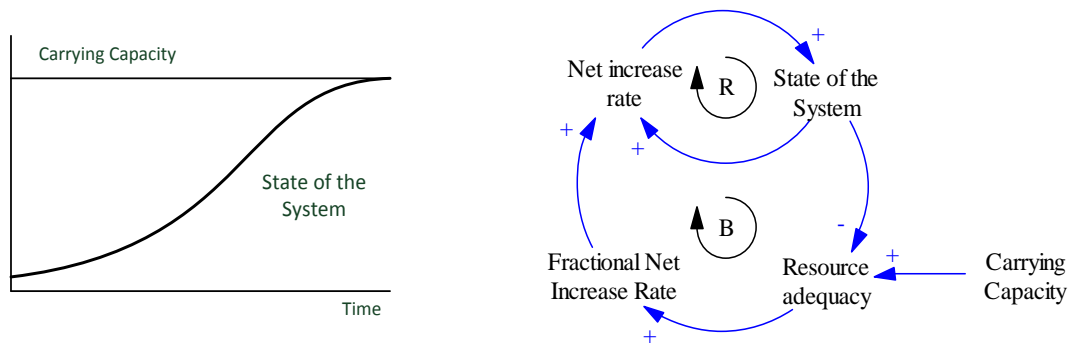 Carrying Capacity
State of the
System
Time
+
Net increase
rate
R
State of the
System
+
+
B
-
Fractional Net
Increase Rate
Resource
adequacy
+
Carrying
Capacity
+